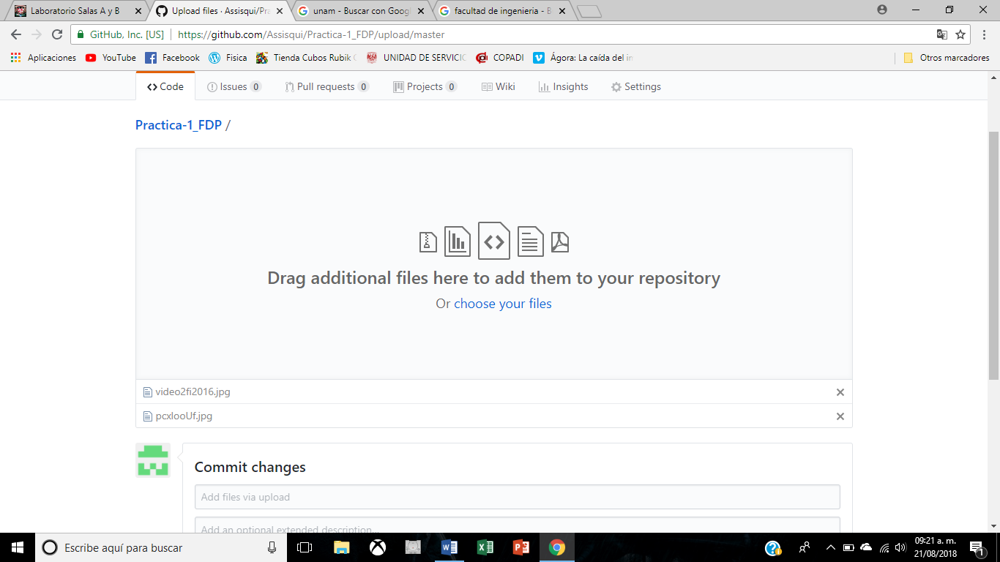 Laboratorio Salas A y B
Upload files · Assisqui/Pra
unam - Buscar con Googl
facultad de ingenieria - B
GitHub, Inc. [US]
https://github.com/Assisqui/Practica-1_FDP/upload/master
Aplicaciones
YouTube
Facebook
Fisica
Tienda Cubos Rubik
UNIDAD DE SERVICIO
COPADI
Ágora: La caída del im
Otros marcadores
Code
Issues 0
Pull requests 0
Projects 0
Wiki
Insights
Settings
Practica-1_FDP /
Drag additional files here to add them to your repository
Or choose your files
video2fi2016.jpg
pcxlooUf.jpg
Commit changes
Add files via upload
Add an optional extended description...
Escribe aquí para buscar
09:21 a. m.
21/08/2018
1